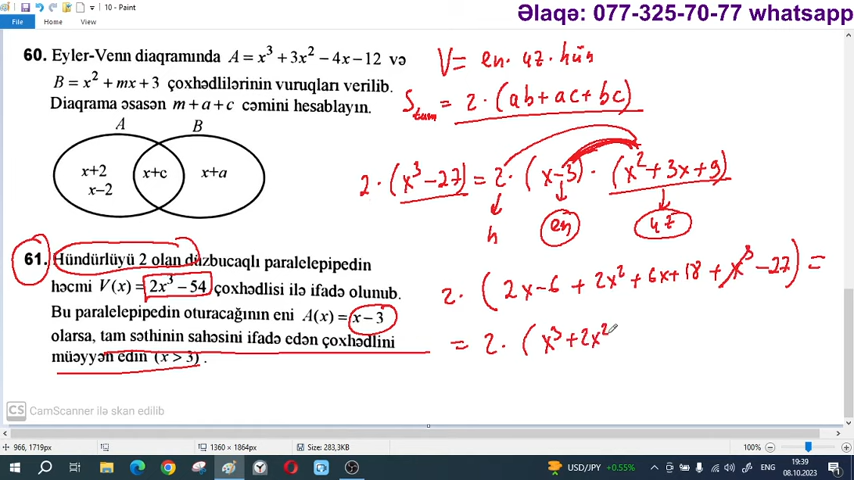 10 - Paint
Əlaqə: 077-325-70-77 whatsapp
File
Home
View
60. Eyler-Venn diaqramında A = x³ + 3x² − 4x − 12 və
B = x² + mx + 3 çoxhədlilərinin vuruqları verilib.
Diaqrama əsasən m + a + c cəmini hesablayın.
A
B
x+2
x−2
x+c
x+a
61. Hündürlüyü 2 olan düzbucaqlı paralelepipedin
həcmi V(x) = 2x³ − 54 çoxhədlisi ilə ifadə olunub.
Bu paralelepipedin oturacağının eni A(x) = x − 3
olarsa, tam səthinin sahəsini ifadə edən çoxhədlini
müəyyən edin (x > 3).
V = en · uz · hün
S tam = 2 · (ab + ac + bc)
2 · (x³ − 27) = 2 · (x − 3) · (x² + 3x + 9)
h
en
uz
2 · (2x − 6 + 2x² + 6x + 18 + x³ − 27) =
= 2 · (x³ + 2x²
CS CamScanner ilə skan edilib
966, 1719px
1360 × 1864px
Size: 283,3KB
100%
USD/JPY +0.55%
ENG
19:39
08.10.2023